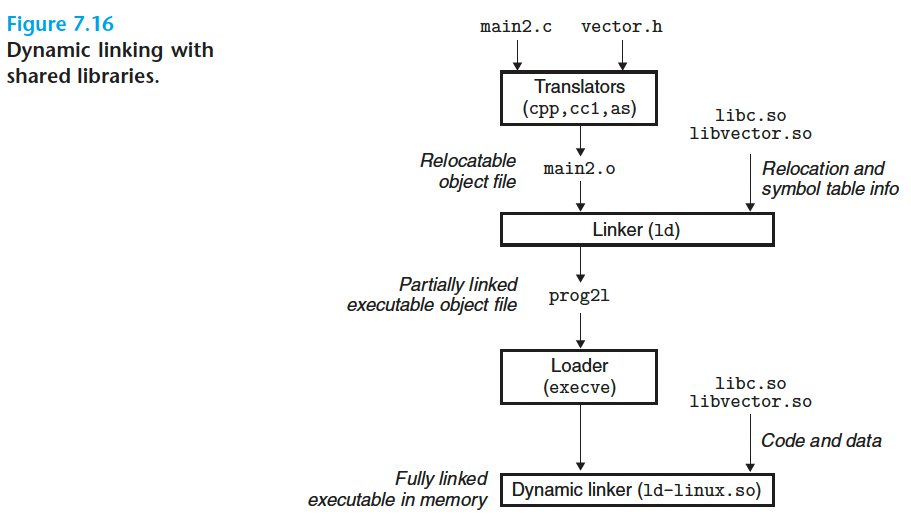 Figure 7.16
Dynamic linking with
shared libraries.
main2.c vector.h
Translators
(cpp,cc1,as)
libc.so
libvector.so
Relocatable
object file
main2.o
Relocation and
symbol table info
Linker (ld)
Partially linked
executable object file
prog2l
Loader
(execve)
libc.so
libvector.so
Code and data
Fully linked
executable in memory
Dynamic linker (ld-linux.so)